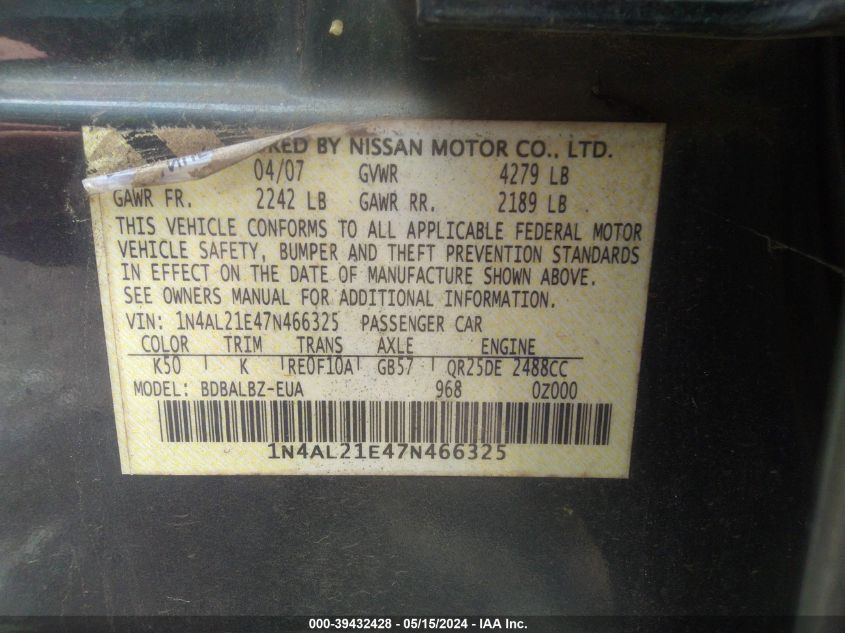 RED BY NISSAN MOTOR CO., LTD.
04/07 GVWR 4279 LB
GAWR FR. 2242 LB GAWR RR. 2189 LB
THIS VEHICLE CONFORMS TO ALL APPLICABLE FEDERAL MOTOR
VEHICLE SAFETY, BUMPER AND THEFT PREVENTION STANDARDS
IN EFFECT ON THE DATE OF MANUFACTURE SHOWN ABOVE.
SEE OWNERS MANUAL FOR ADDITIONAL INFORMATION.
VIN: 1N4AL21E47N466325 PASSENGER CAR
COLOR TRIM TRANS AXLE ENGINE
K50 K RE0F10A GB57 QR25DE 2488CC
MODEL: BDBALBZ-EUA 968 0Z000
1N4AL21E47N466325
000-39432428 - 05/15/2024 - IAA Inc.